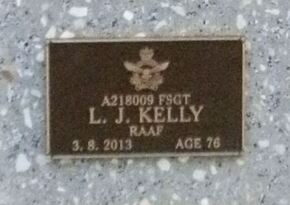 A218009 FSGT
L. J. KELLY
RAAF
3. 8. 2013 AGE 76